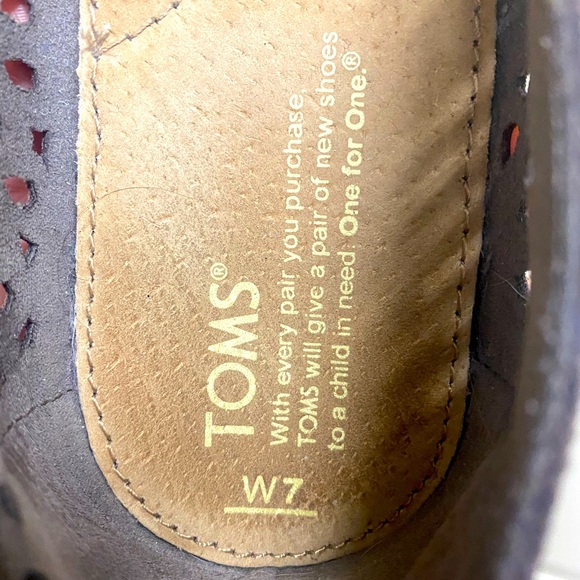 TOMS®
With every pair you purchase,
TOMS will give a pair of new shoes
to a child in need. One for One.®
W7